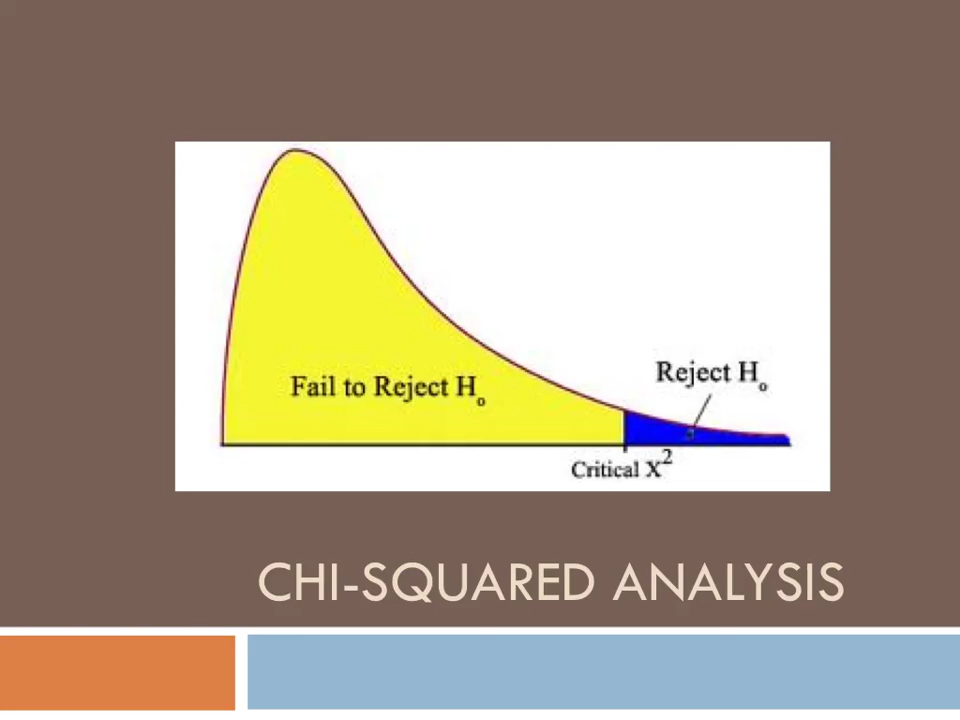 Fail to Reject Ho
Reject Ho
Critical X2
CHI-SQUARED ANALYSIS